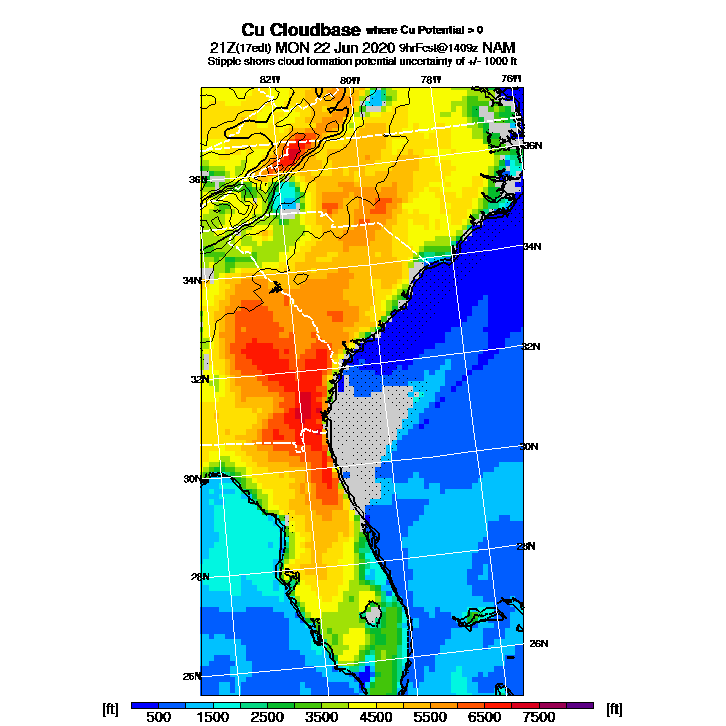 Cu Cloudbase where Cu Potential > 0
21Z(17edt) MON 22 Jun 2020 9hrFcst@1409z NAM
Stipple shows cloud formation potential uncertainty of +/- 1000 ft
82W 80W 78W 76W
36N
36N
34N
34N
32N
32N
30N
30N
28N
28N
26N
26N
[ft] 500 1500 2500 3500 4500 5500 6500 7500 [ft]